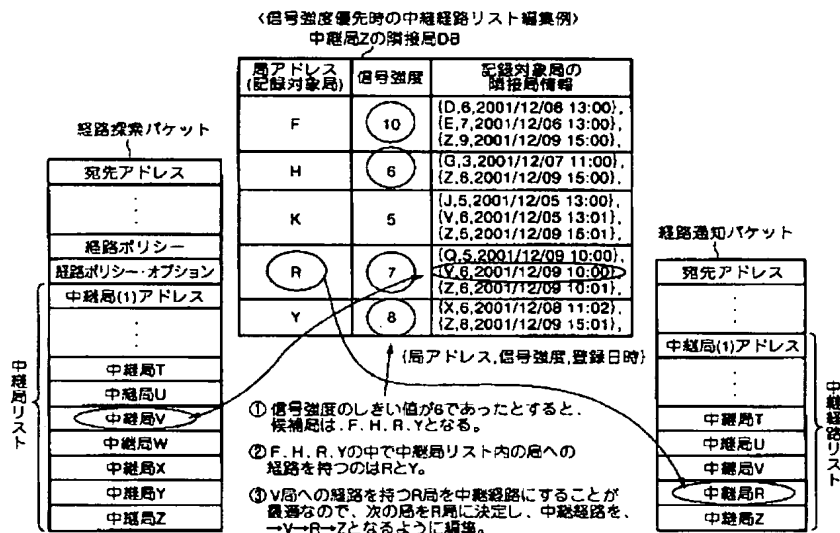 〈信号強度優先時の中継経路リスト編集例〉
中継局Zの隣接局DB
局アドレス
(記録対象局)
信号強度
記録対象局の
隣接局情報
F
10
{D,6,2001/12/06 13:00},
{E,7,2001/12/06 13:00},
{Z,9,2001/12/09 15:00},
H
6
{G,3,2001/12/07 11:00},
{Z,6,2001/12/09 15:00},
K
5
{J,5,2001/12/05 13:00},
{V,6,2001/12/05 13:01},
{Z,5,2001/12/09 15:01},
R
7
{Q,5,2001/12/09 10:00},
{V,6,2001/12/09 10:00},
{Z,6,2001/12/09 10:01},
Y
8
{X,6,2001/12/08 11:02},
{Z,8,2001/12/09 15:01},
{局アドレス,信号強度,登録日時}
経路探索パケット
宛先アドレス
経路ポリシー
経路ポリシー・オプション
中継局(1)アドレス
中継局T
中継局U
中継局V
中継局W
中継局X
中継局Y
中継局Z
中継局リスト
① 信号強度のしきい値が6であったとすると、
候補局は、F、H、R、Yとなる。
② F、H、R、Yの中で中継局リスト内の局への
経路を持つのはRとY。
③ V局への経路を持つR局を中継経路にすることが
最適なので、次の局をR局に決定し、中継経路を、
→V→R→Zとなるように編集。
経路通知パケット
宛先アドレス
中継局(1)アドレス
中継局T
中継局U
中継局V
中継局R
中継局Z
中継経路リスト